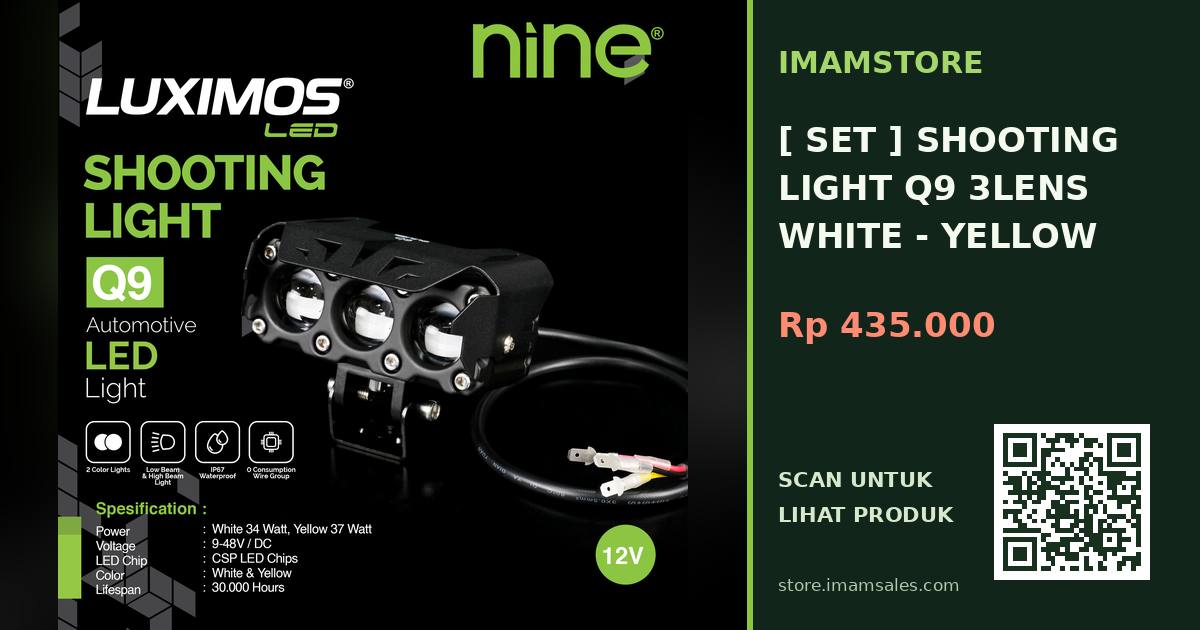 nine®
LUXIMOS®
LED
SHOOTING
LIGHT
Q9
Automotive
LED
Light
2 Color Lights
Low Beam
& High Beam
Light
IP67
Waterproof
0 Consumption
Wire Group
Spesification :
Power : White 34 Watt, Yellow 37 Watt
Voltage : 9-48V / DC
LED Chip : CSP LED Chips
Color : White & Yellow
Lifespan : 30.000 Hours
12V
IMAMSTORE
[ SET ] SHOOTING
LIGHT Q9 3LENS
WHITE - YELLOW
Rp 435.000
SCAN UNTUK
LIHAT PRODUK
store.imamsales.com